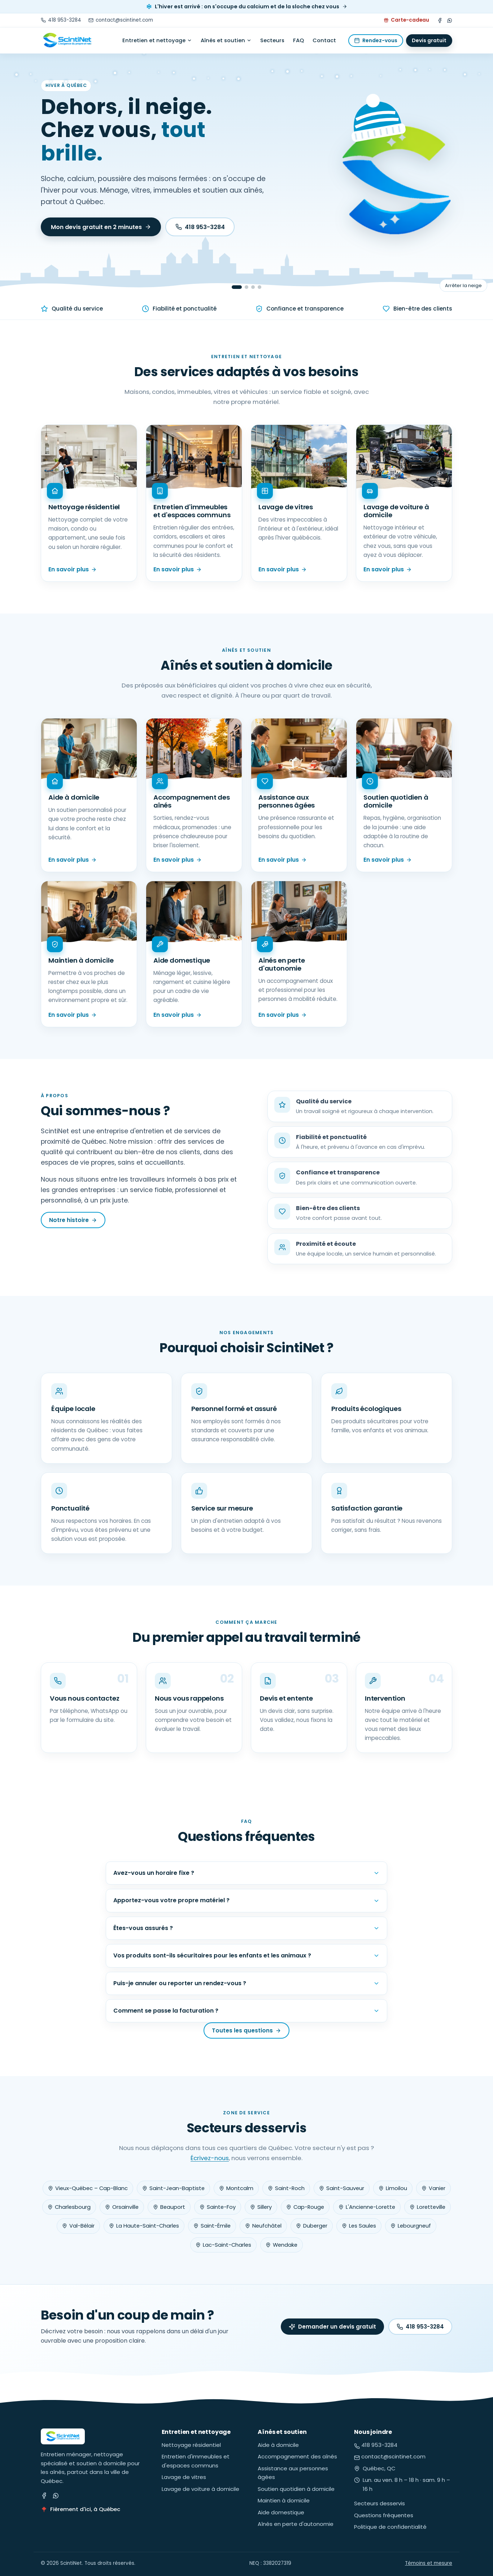 L'hiver est arrivé : on s'occupe du calcium et de la sloche chez vous
418 953-3284
contact@scintinet.com
Carte-cadeau
ScintiNet
Entretien et nettoyage
Aînés et soutien
Secteurs
FAQ
Contact
Rendez-vous
Devis gratuit
HIVER À QUÉBEC
Dehors, il neige.
Chez vous, tout
brille.
Sloche, calcium, poussière des maisons fermées : on s'occupe de
l'hiver pour vous. Ménage, vitres, immeubles et soutien aux aînés,
partout à Québec.
Mon devis gratuit en 2 minutes
418 953-3284
Arrêter la neige
Qualité du service
Fiabilité et ponctualité
Confiance et transparence
Bien-être des clients
ENTRETIEN ET NETTOYAGE
Des services adaptés à vos besoins
Maisons, condos, immeubles, vitres et véhicules : un service fiable et soigné, avec
notre propre matériel.
Nettoyage résidentiel
Nettoyage complet de votre
maison, condo ou
appartement, une seule fois
ou selon un horaire régulier.
En savoir plus
Entretien d'immeubles
et d'espaces communs
Entretien régulier des entrées,
corridors, escaliers et aires
communes pour le confort et
la sécurité des résidents.
En savoir plus
Lavage de vitres
Des vitres impeccables à
l'intérieur et à l'extérieur, idéal
après l'hiver québécois.
En savoir plus
Lavage de voiture à
domicile
Nettoyage intérieur et
extérieur de votre véhicule,
chez vous, sans que vous
ayez à vous déplacer.
En savoir plus
AÎNÉS ET SOUTIEN
Aînés et soutien à domicile
Des préposés aux bénéficiaires qui aident vos proches à vivre chez eux en sécurité,
avec respect et dignité. À l'heure ou par quart de travail.
Aide à domicile
Un soutien personnalisé pour
que votre proche reste chez
lui dans le confort et la
sécurité.
En savoir plus
Accompagnement des
aînés
Sorties, rendez-vous
médicaux, promenades : une
présence chaleureuse pour
briser l'isolement.
En savoir plus
Assistance aux
personnes âgées
Une présence rassurante et
professionnelle pour les
besoins du quotidien.
En savoir plus
Soutien quotidien à
domicile
Repas, hygiène, organisation
de la journée : une aide
adaptée à la routine de
chacun.
En savoir plus
Maintien à domicile
Permettre à vos proches de
rester chez eux le plus
longtemps possible, dans un
environnement propre et sûr.
En savoir plus
Aide domestique
Ménage léger, lessive,
rangement et cuisine légère
pour un cadre de vie
agréable.
En savoir plus
Aînés en perte
d'autonomie
Un accompagnement doux
et professionnel pour les
personnes à mobilité réduite.
En savoir plus
À PROPOS
Qui sommes-nous ?
ScintiNet est une entreprise d'entretien et de services de
proximité de Québec. Notre mission : offrir des services de
qualité qui contribuent au bien-être de nos clients, dans des
espaces de vie propres, sains et accueillants.
Nous nous situons entre les travailleurs informels à bas prix et
les grandes entreprises : un service fiable, professionnel et
personnalisé, à un prix juste.
Notre histoire
Qualité du service
Un travail soigné et rigoureux à chaque intervention.
Fiabilité et ponctualité
À l'heure, et prévenu à l'avance en cas d'imprévu.
Confiance et transparence
Des prix clairs et une communication ouverte.
Bien-être des clients
Votre confort passe avant tout.
Proximité et écoute
Une équipe locale, un service humain et personnalisé.
NOS ENGAGEMENTS
Pourquoi choisir ScintiNet ?
Équipe locale
Nous connaissons les réalités des
résidents de Québec : vous faites
affaire avec des gens de votre
communauté.
Personnel formé et assuré
Nos employés sont formés à nos
standards et couverts par une
assurance responsabilité civile.
Produits écologiques
Des produits sécuritaires pour votre
famille, vos enfants et vos animaux.
Ponctualité
Nous respectons vos horaires. En cas
d'imprévu, vous êtes prévenu et une
solution vous est proposée.
Service sur mesure
Un plan d'entretien adapté à vos
besoins et à votre budget.
Satisfaction garantie
Pas satisfait du résultat ? Nous revenons
corriger, sans frais.
COMMENT ÇA MARCHE
Du premier appel au travail terminé
01
Vous nous contactez
Par téléphone, WhatsApp ou
par le formulaire du site.
02
Nous vous rappelons
Sous un jour ouvrable, pour
comprendre votre besoin et
évaluer le travail.
03
Devis et entente
Un devis clair, sans surprise.
Vous validez, nous fixons la
date.
04
Intervention
Notre équipe arrive à l'heure
avec tout le matériel et
vous remet des lieux
impeccables.
FAQ
Questions fréquentes
Avez-vous un horaire fixe ?
Apportez-vous votre propre matériel ?
Êtes-vous assurés ?
Vos produits sont-ils sécuritaires pour les enfants et les animaux ?
Puis-je annuler ou reporter un rendez-vous ?
Comment se passe la facturation ?
Toutes les questions
ZONE DE SERVICE
Secteurs desservis
Nous nous déplaçons dans tous ces quartiers de Québec. Votre secteur n'y est pas ?
Écrivez-nous, nous verrons ensemble.
Vieux-Québec – Cap-Blanc
Saint-Jean-Baptiste
Montcalm
Saint-Roch
Saint-Sauveur
Limoilou
Vanier
Charlesbourg
Orsainville
Beauport
Sainte-Foy
Sillery
Cap-Rouge
L'Ancienne-Lorette
Loretteville
Val-Bélair
La Haute-Saint-Charles
Saint-Émile
Neufchâtel
Duberger
Les Saules
Lebourgneuf
Lac-Saint-Charles
Wendake
Besoin d'un coup de main ?
Décrivez votre besoin : nous vous rappelons dans un délai d'un jour
ouvrable avec une proposition claire.
Demander un devis gratuit
418 953-3284
ScintiNet
Entretien ménager, nettoyage
spécialisé et soutien à domicile pour
les aînés, partout dans la ville de
Québec.
Fièrement d'ici, à Québec
Entretien et nettoyage
Nettoyage résidentiel
Entretien d'immeubles et
d'espaces communs
Lavage de vitres
Lavage de voiture à domicile
Aînés et soutien
Aide à domicile
Accompagnement des aînés
Assistance aux personnes
âgées
Soutien quotidien à domicile
Maintien à domicile
Aide domestique
Aînés en perte d'autonomie
Nous joindre
418 953-3284
contact@scintinet.com
Québec, QC
Lun. au ven. 8 h – 18 h · sam. 9 h –
16 h
Secteurs desservis
Questions fréquentes
Politique de confidentialité
© 2026 ScintiNet. Tous droits réservés.
NEQ : 3382027319
Témoins et mesure